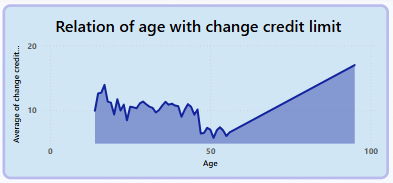 Relation of age with change credit limit
Average of change credit...
20
10
0
50
100
Age